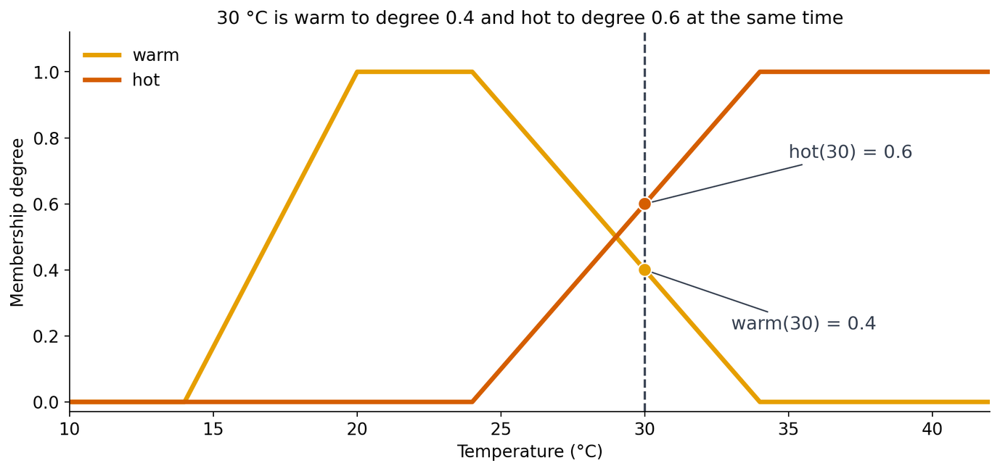 30 °C is warm to degree 0.4 and hot to degree 0.6 at the same time
warm
hot
Membership degree
1.0
0.8
0.6
0.4
0.2
0.0
hot(30) = 0.6
warm(30) = 0.4
10 15 20 25 30 35 40
Temperature (°C)